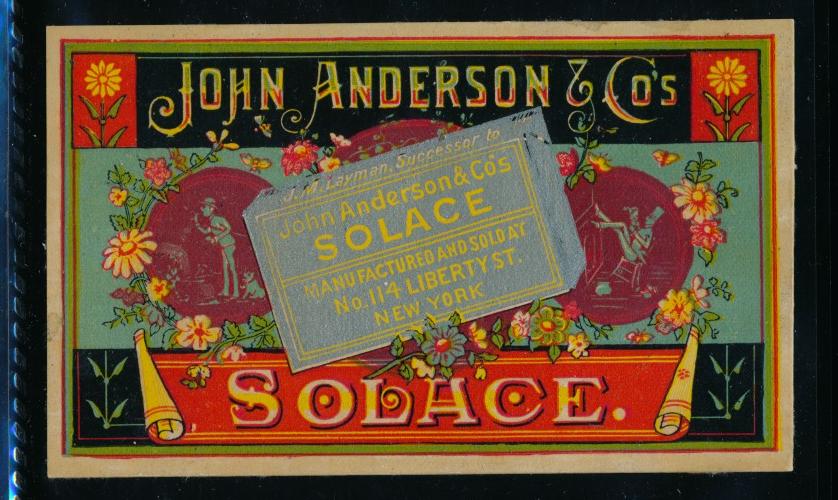 JOHN ANDERSON & CO'S
J. M. Layman, Successor to
John Anderson & Co's
SOLACE
MANUFACTURED AND SOLD AT
No. 114 LIBERTY ST.
NEW YORK
SOLACE.